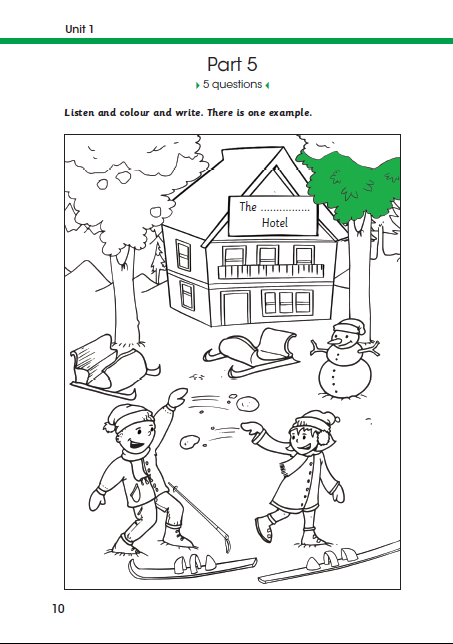 Unit 1
Part 5
5 questions
Listen and colour and write. There is one example.
The ................
Hotel
10